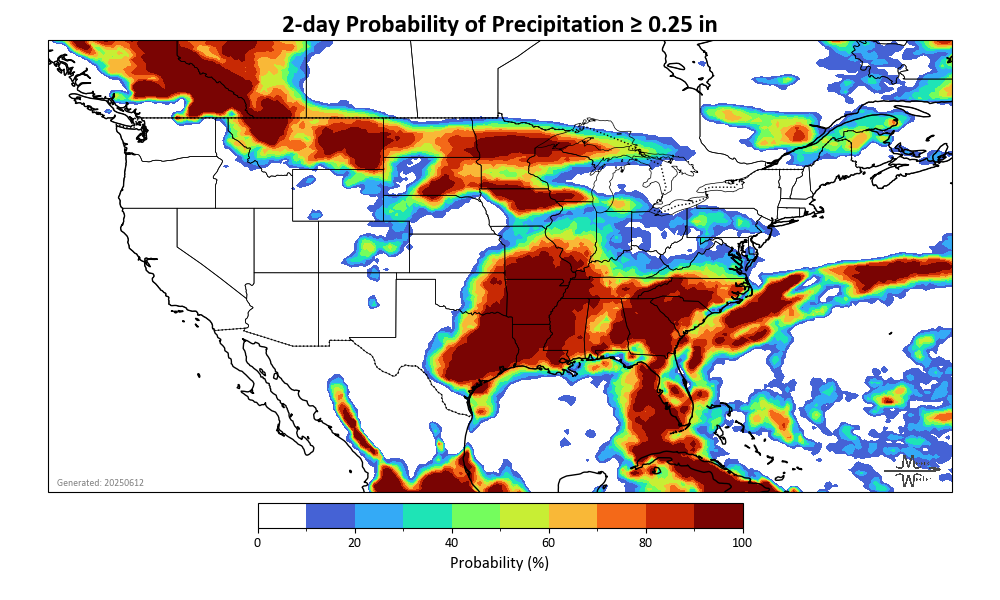 2-day Probability of Precipitation ≥ 0.25 in
Generated: 20250612
0 20 40 60 80 100
Probability (%)